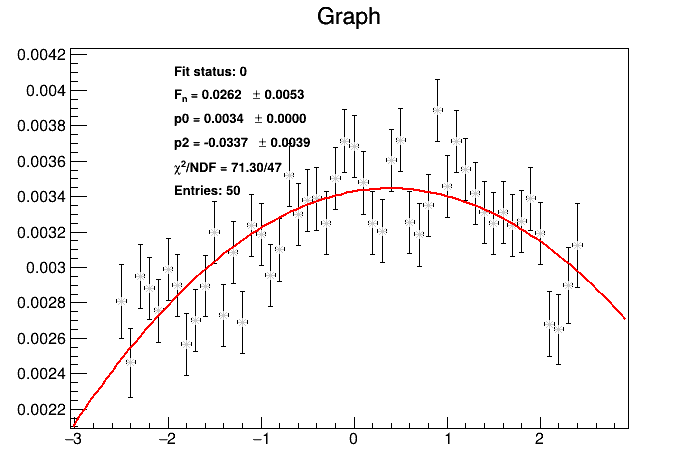 Graph
0.0042
0.004
0.0038
0.0036
0.0034
0.0032
0.003
0.0028
0.0026
0.0024
0.0022
Fit status: 0
Fn = 0.0262 ± 0.0053
p0 = 0.0034 ± 0.0000
p2 = -0.0337 ± 0.0039
χ²/NDF = 71.30/47
Entries: 50
−3 −2 −1 0 1 2